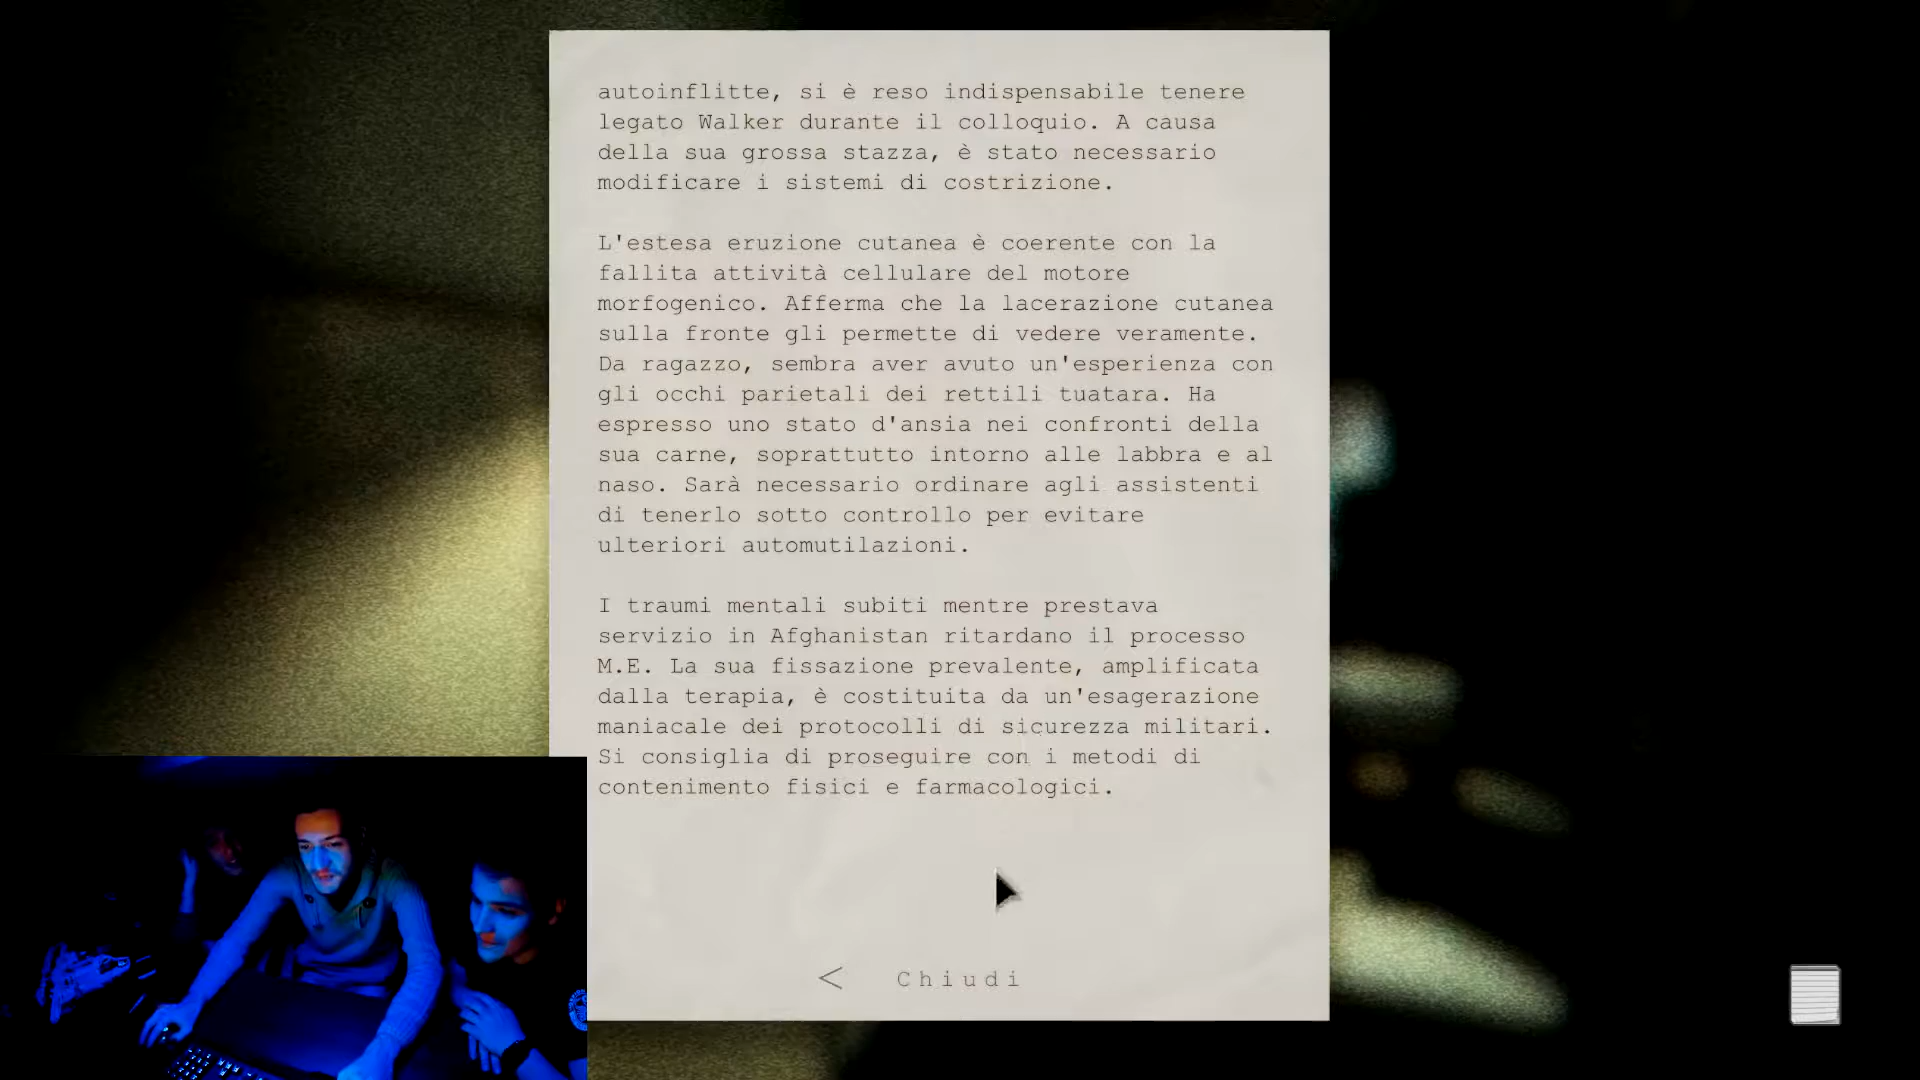 autoinflitte, si è reso indispensabile tenere
legato Walker durante il colloquio. A causa
della sua grossa stazza, è stato necessario
modificare i sistemi di costrizione.
L'estesa eruzione cutanea è coerente con la
fallita attività cellulare del motore
morfogenico. Afferma che la lacerazione cutanea
sulla fronte gli permette di vedere veramente.
Da ragazzo, sembra aver avuto un'esperienza con
gli occhi parietali dei rettili tuatara. Ha
espresso uno stato d'ansia nei confronti della
sua carne, soprattutto intorno alle labbra e al
naso. Sarà necessario ordinare agli assistenti
di tenerlo sotto controllo per evitare
ulteriori automutilazioni.
I traumi mentali subiti mentre prestava
servizio in Afghanistan ritardano il processo
M.E. La sua fissazione prevalente, amplificata
dalla terapia, è costituita da un'esagerazione
maniacale dei protocolli di sicurezza militari.
Si consiglia di proseguire con i metodi di
contenimento fisici e farmacologici.
< Chiudi